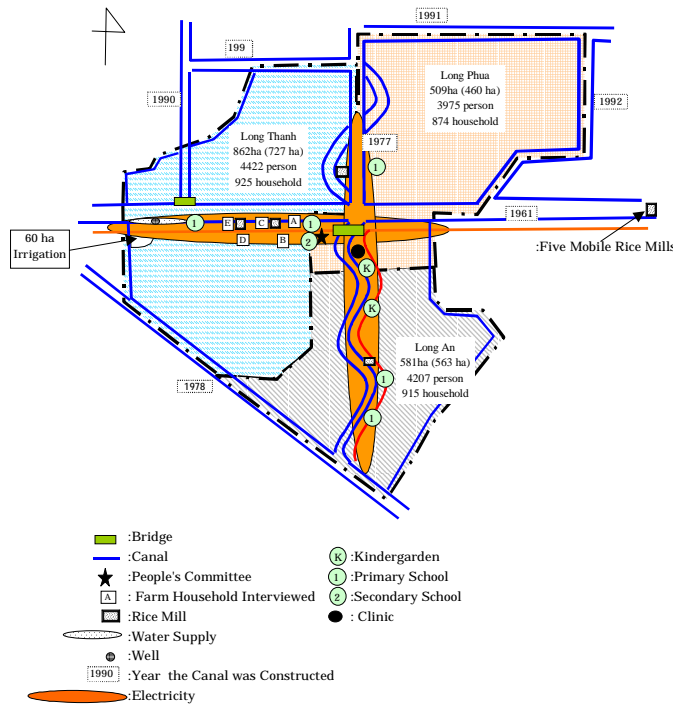 1991
199
Long Phua
509ha (460 ha)
3975 person
874 household
1990
1992
Long Thanh
862ha (727 ha)
4422 person
925 household
1977
1
1961
:Five Mobile Rice Mills
1
E
C
A
1
D
B
2
60 ha
Irrigation
K
K
Long An
581ha (563 ha)
4207 person
915 household
1978
1
1
:Bridge
:Canal
K :Kindergarden
:People's Committee
1 :Primary School
A : Farm Household Interviewed
2 :Secondary School
:Rice Mill
: Clinic
:Water Supply
:Well
1990 :Year the Canal was Constructed
:Electricity